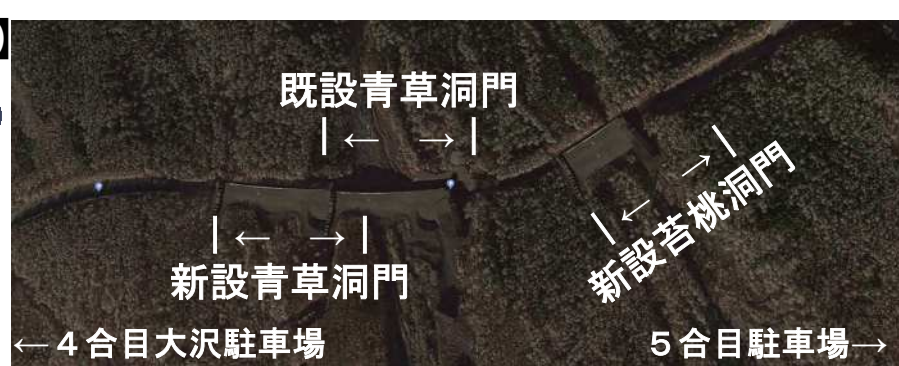 既設青草洞門
|← →|
|← →|
新設青草洞門
|← →|
新設苔桃洞門
←４合目大沢駐車場
５合目駐車場→